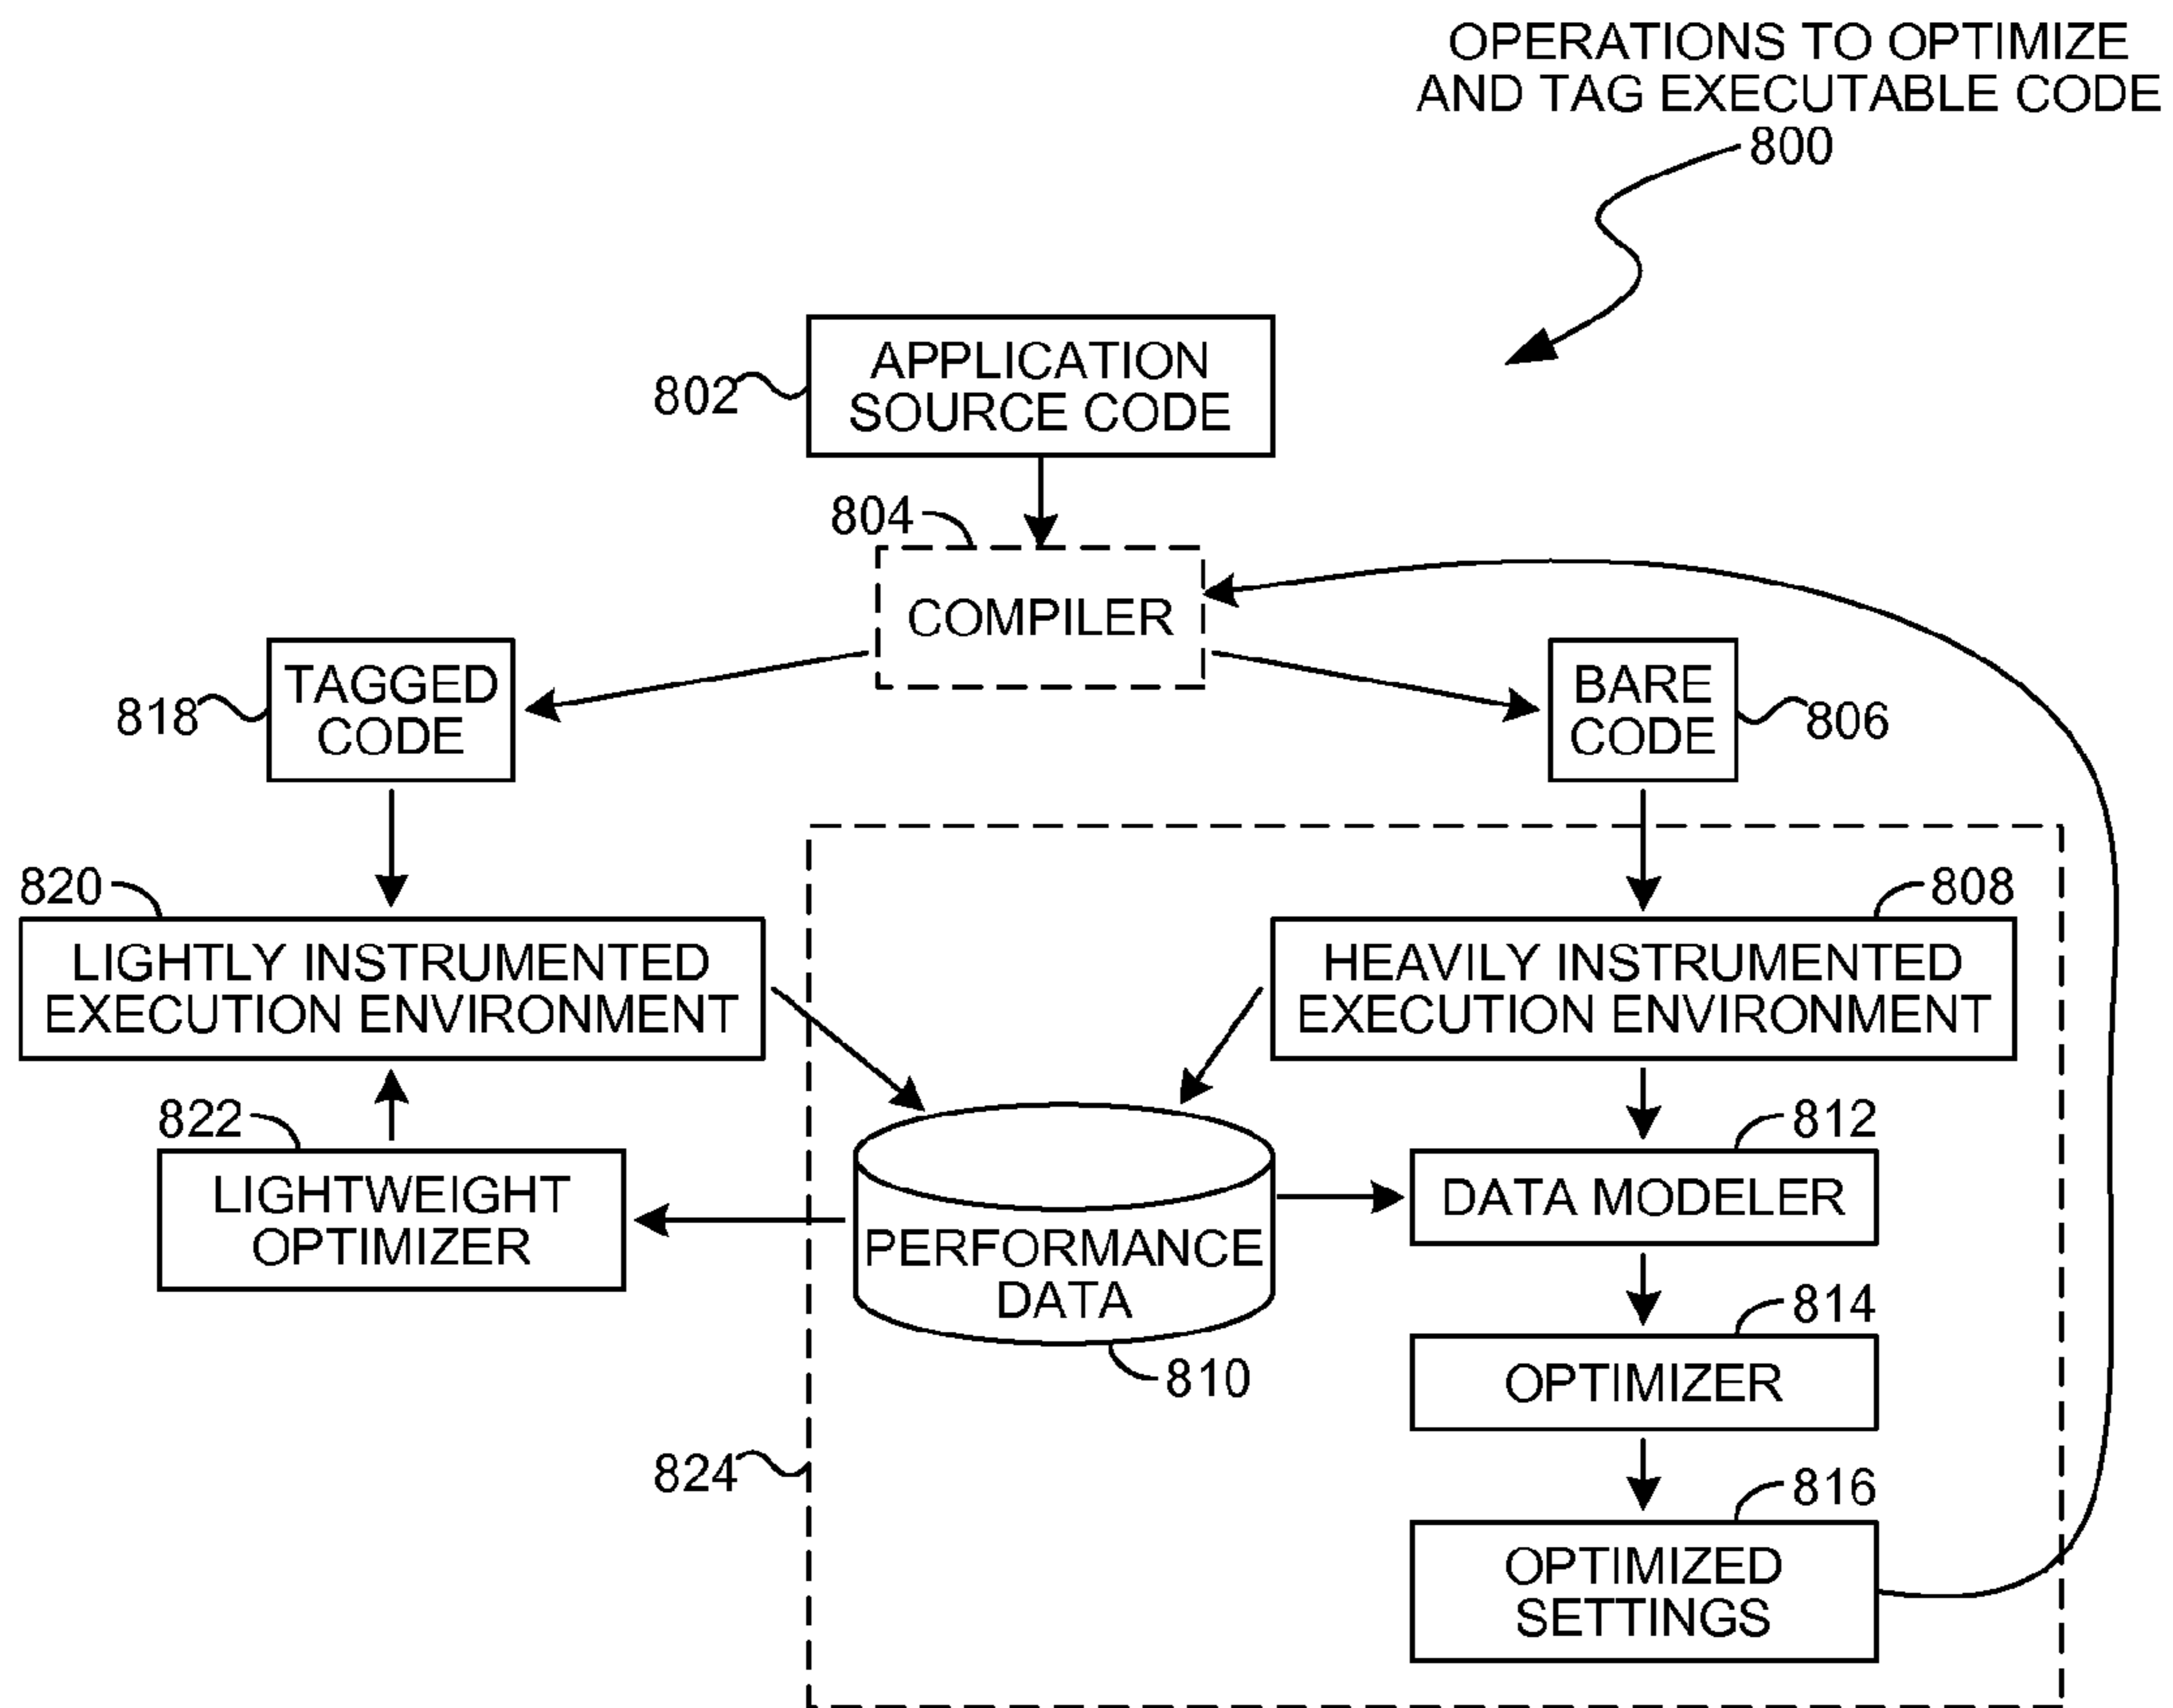 OPERATIONS TO OPTIMIZE
AND TAG EXECUTABLE CODE
800
APPLICATION
SOURCE CODE
802
804
COMPILER
TAGGED
CODE
818
BARE
CODE
806
820
LIGHTLY INSTRUMENTED
EXECUTION ENVIRONMENT
808
HEAVILY INSTRUMENTED
EXECUTION ENVIRONMENT
822
LIGHTWEIGHT
OPTIMIZER
PERFORMANCE
DATA
810
812
DATA MODELER
814
OPTIMIZER
824
816
OPTIMIZED
SETTINGS